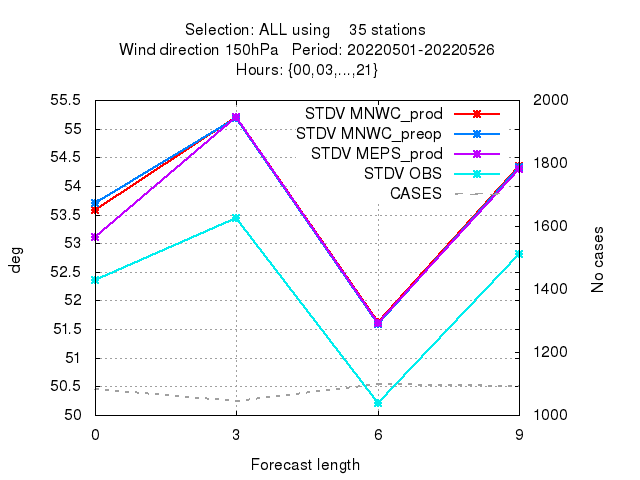 Selection: ALL using    35 stations
Wind direction 150hPa   Period: 20220501-20220526
Hours: {00,03,...,21}
STDV MNWC_prod
STDV MNWC_preop
STDV MEPS_prod
STDV OBS
CASES
55.5
55
54.5
54
53.5
53
52.5
52
51.5
51
50.5
50
2000
1800
1600
1400
1200
1000
deg
No cases
0 3 6 9
Forecast length